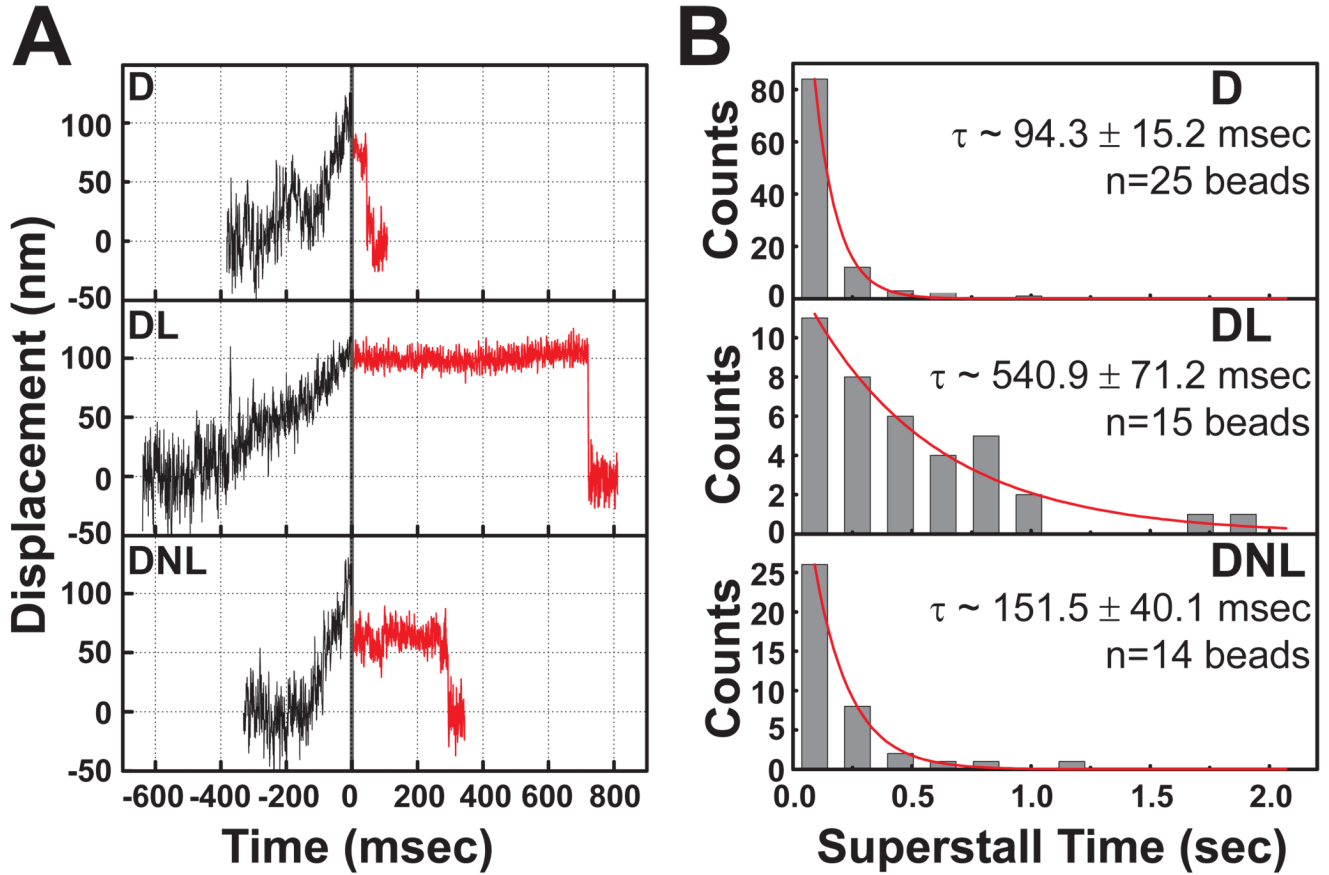 A
D
100
50
0
-50
DL
100
50
0
-50
DNL
100
50
0
-50
-600 -400 -200 0 200 400 600 800
Displacement (nm)
Time (msec)
B
D
τ ~ 94.3 ± 15.2 msec
n=25 beads
80
60
40
20
0
Counts
DL
τ ~ 540.9 ± 71.2 msec
n=15 beads
10
8
6
4
2
0
Counts
DNL
τ ~ 151.5 ± 40.1 msec
n=14 beads
25
20
15
10
5
0
Counts
0.0 0.5 1.0 1.5 2.0
Superstall Time (sec)